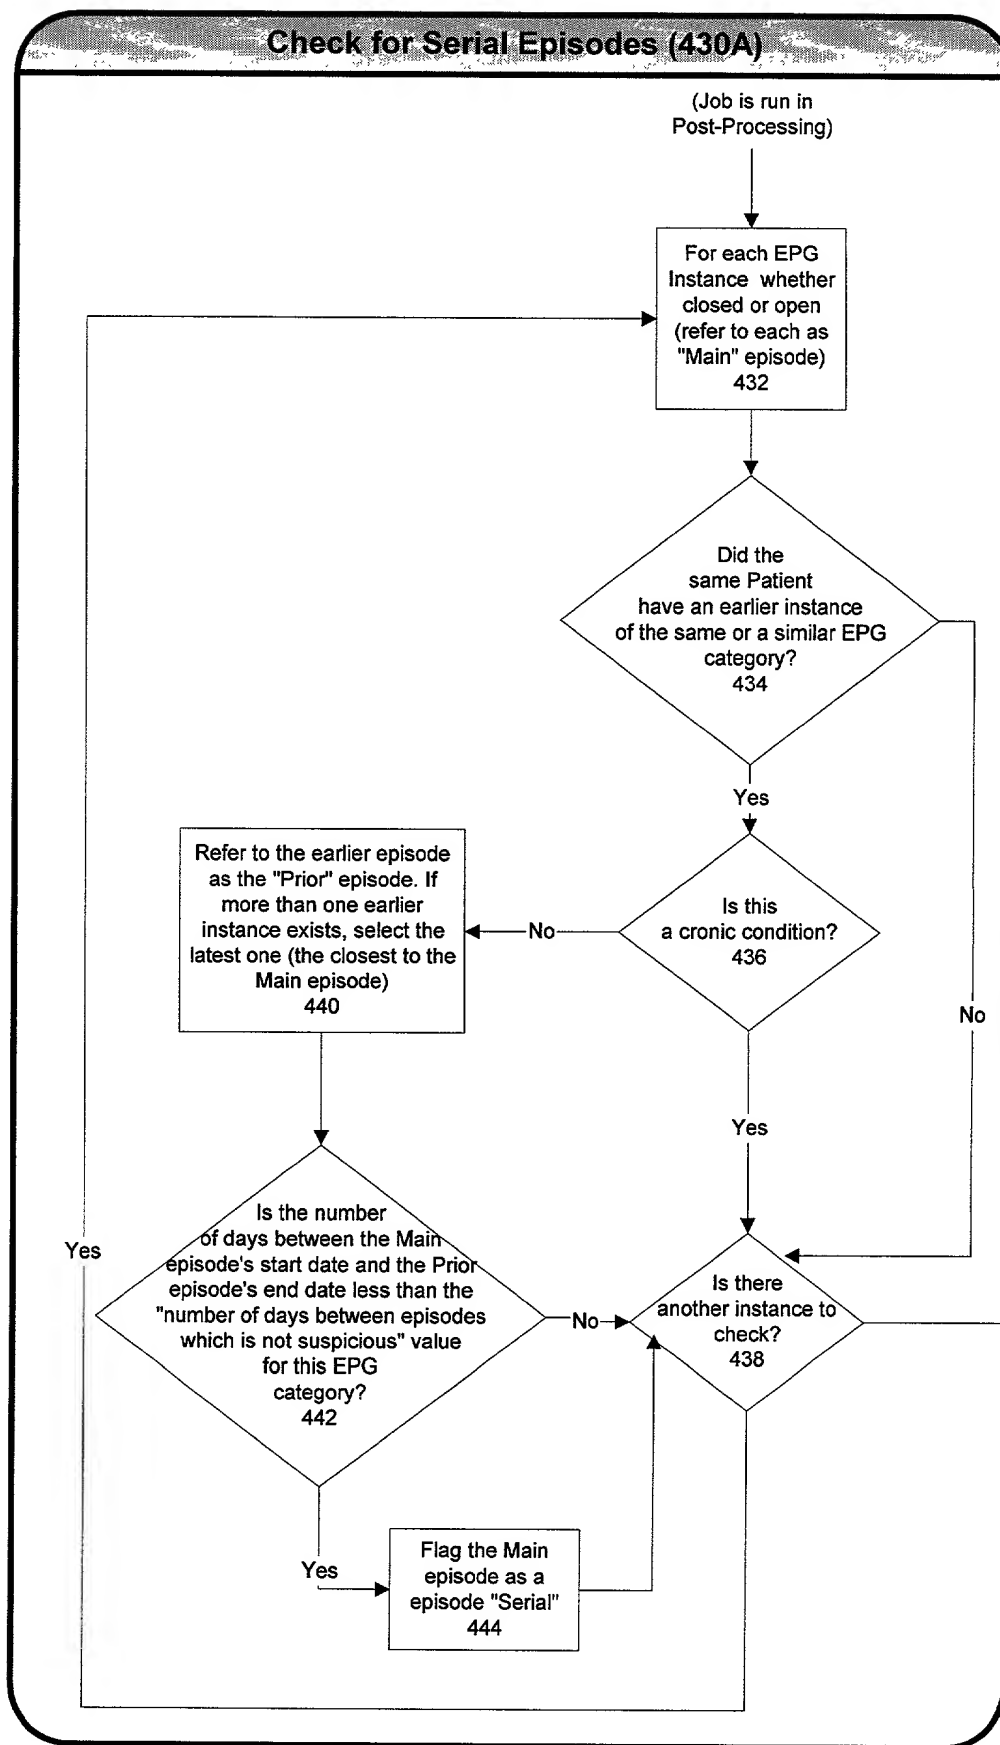 Check for Serial Episodes (430A)
(Job is run in
Post-Processing)
For each EPG
Instance whether
closed or open
(refer to each as
"Main" episode)
432
Did the
same Patient
have an earlier instance
of the same or a similar EPG
category?
434
Yes
No
Is this
a cronic condition?
436
No
Yes
Refer to the earlier episode
as the "Prior" episode. If
more than one earlier
instance exists, select the
latest one (the closest to the
Main episode)
440
Is the number
of days between the Main
episode's start date and the Prior
episode's end date less than the
"number of days between episodes
which is not suspicious" value
for this EPG
category?
442
No
Yes
Flag the Main
episode as a
episode "Serial"
444
Is there
another instance to
check?
438
Yes